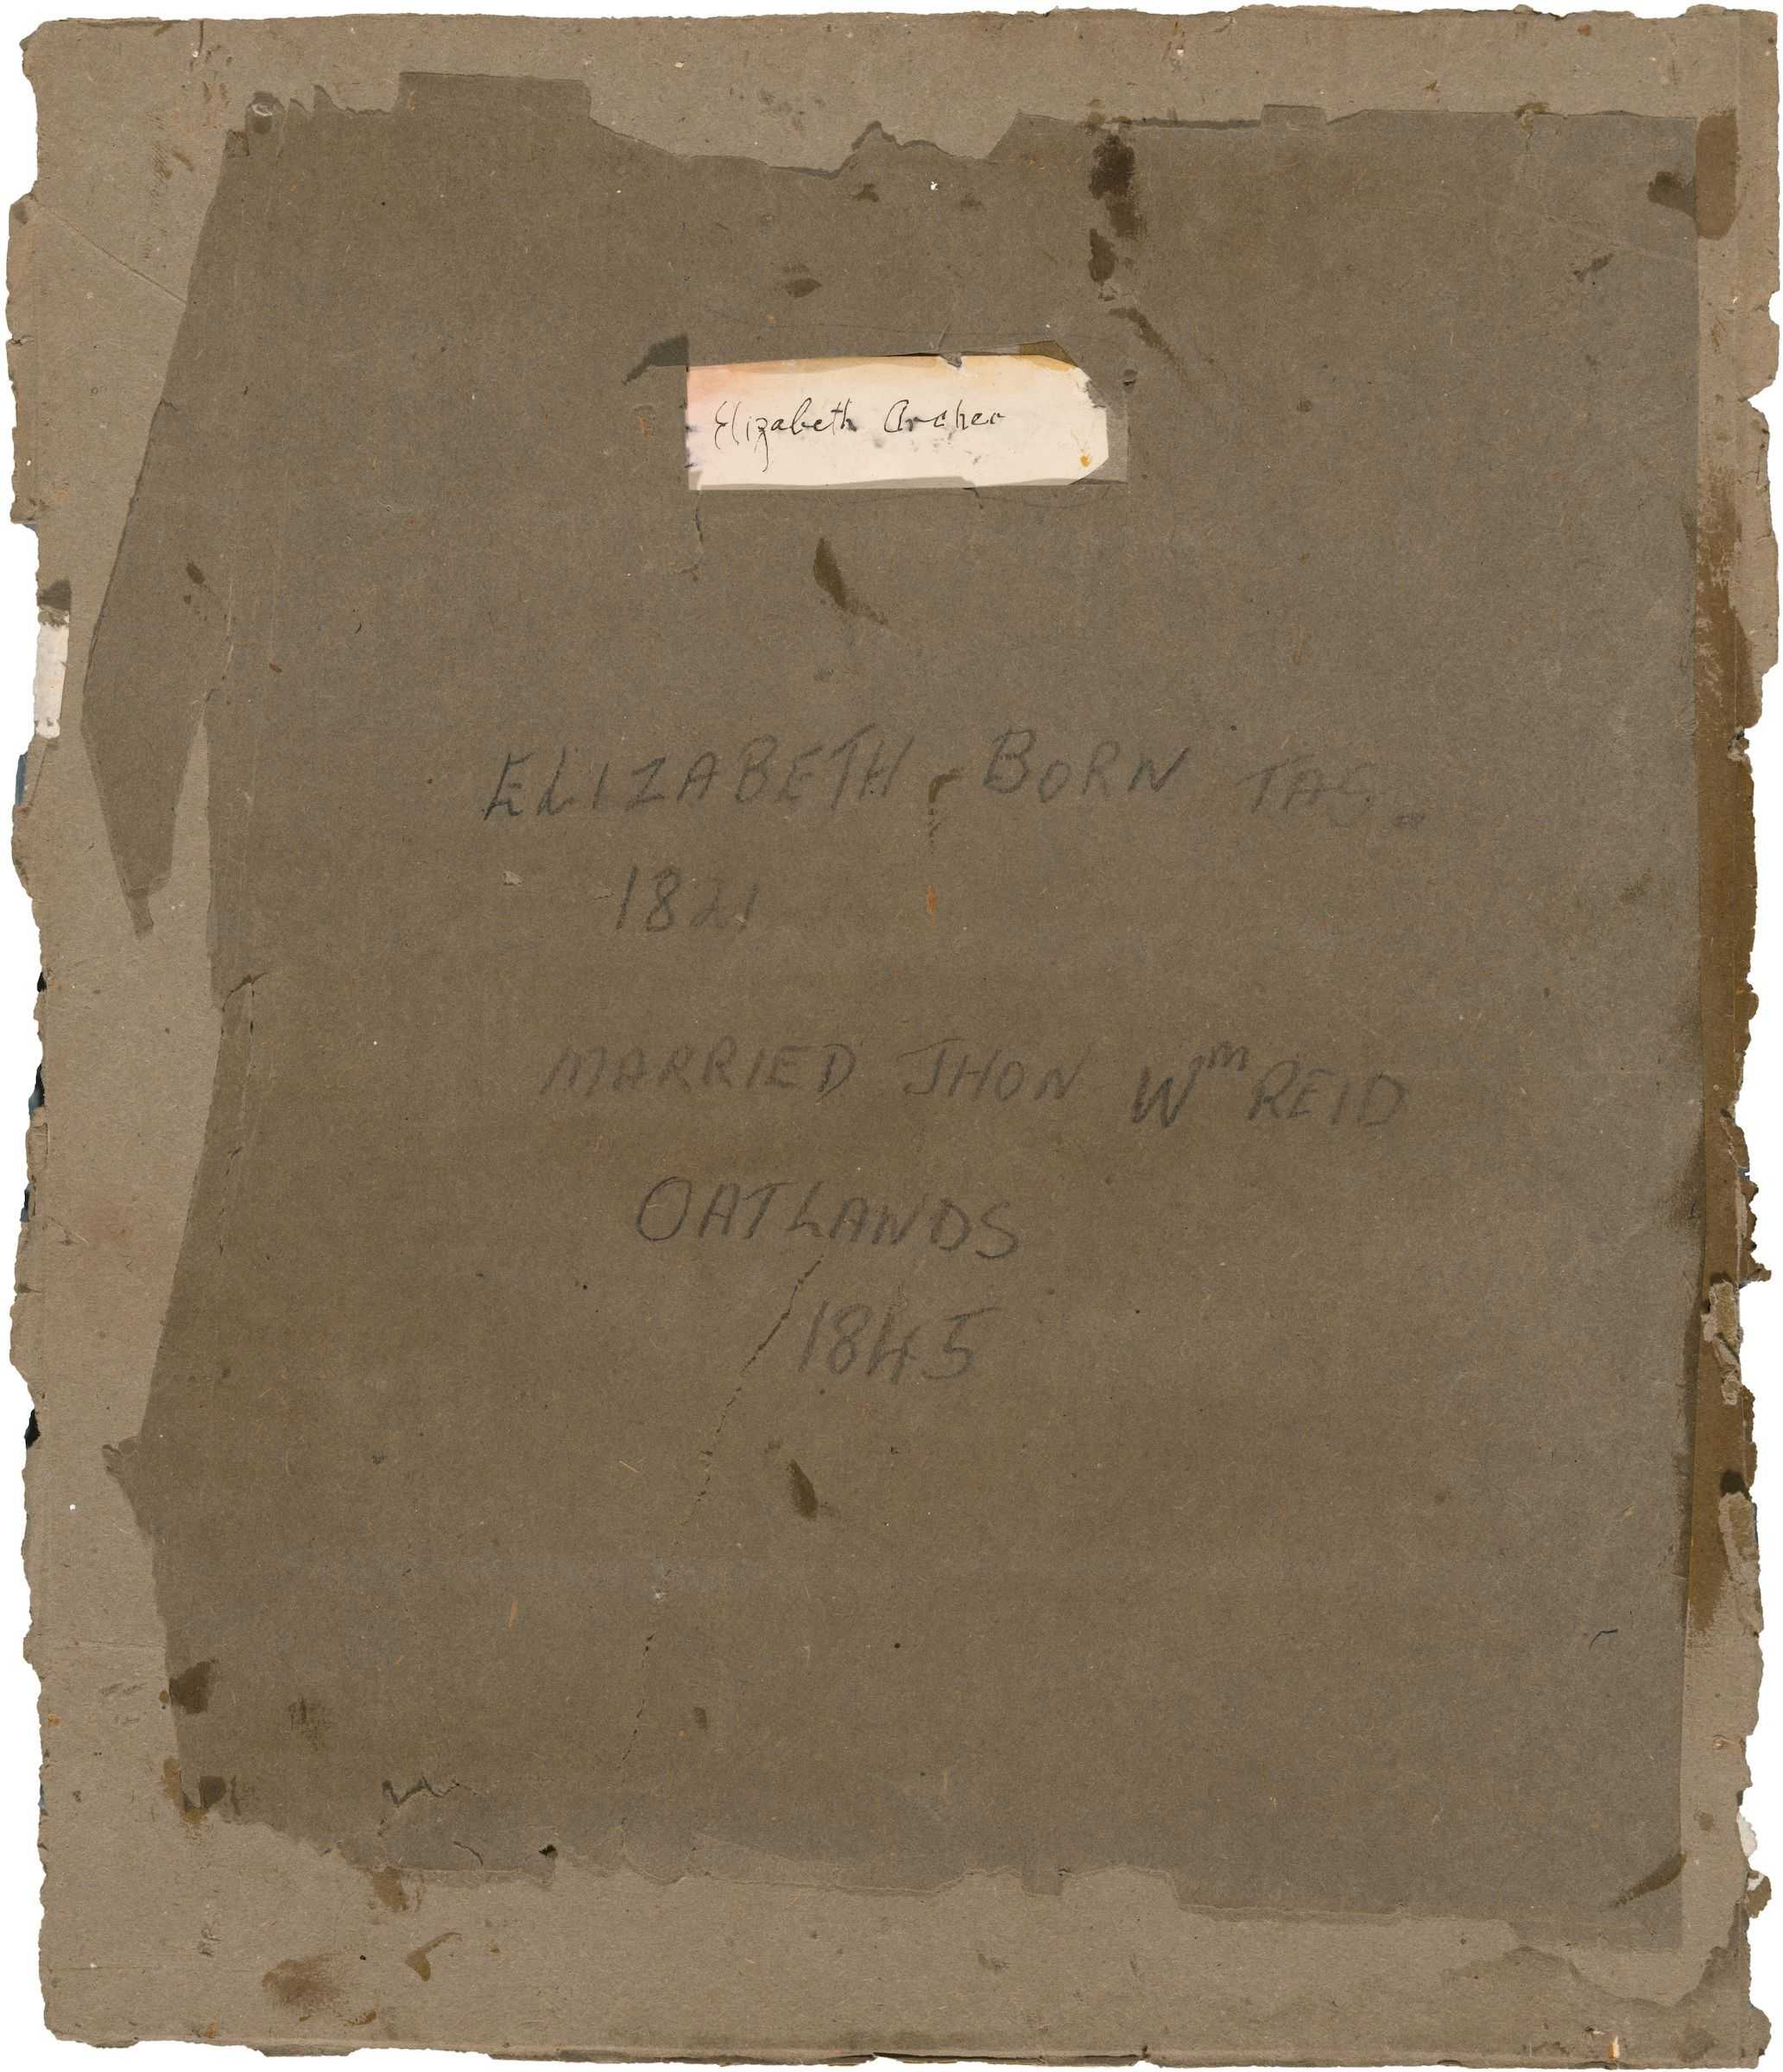 Elizabeth Archer
ELIZABETH BORN TAS.
1821
MARRIED JHON Wm REID
OATLANDS
1845